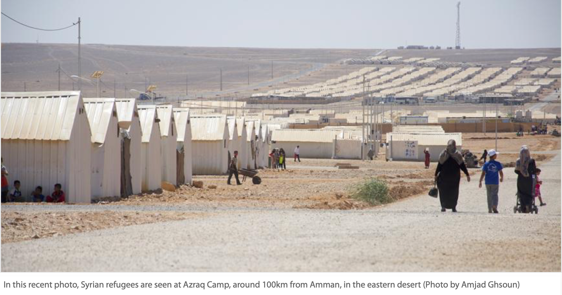 In this recent photo, Syrian refugees are seen at Azraq Camp, around 100km from Amman, in the eastern desert (Photo by Amjad Ghsoun)